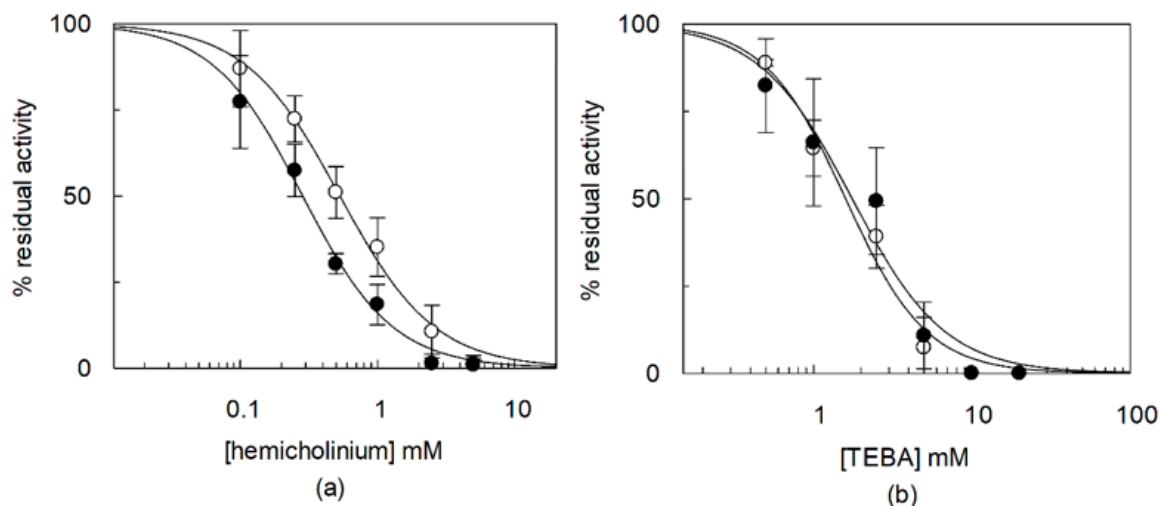 100
50
0
% residual activity
0.1 1 10
[hemicholinium] mM
(a)
100
50
0
% residual activity
1 10 100
[TEBA] mM
(b)